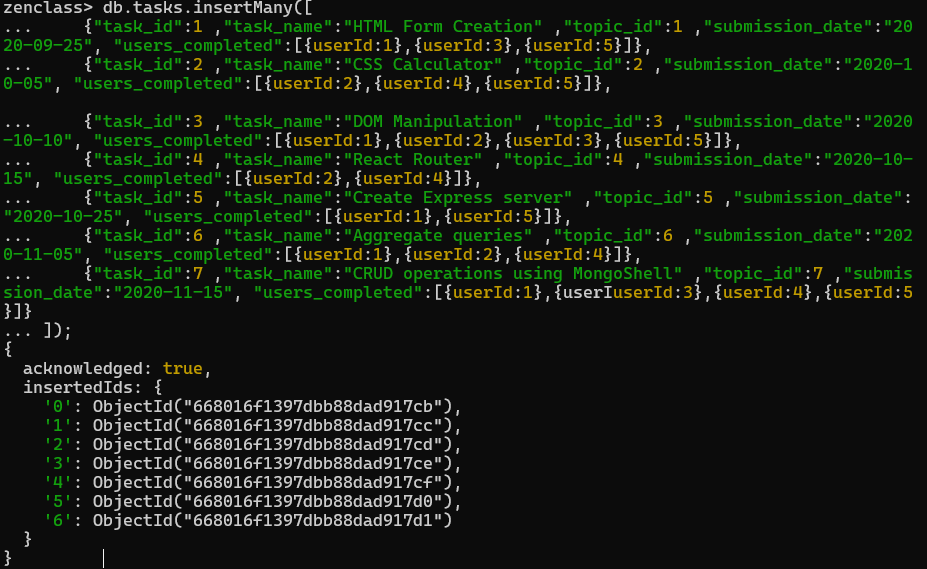 zenclass> db.tasks.insertMany([
...     {"task_id":1 ,"task_name":"HTML Form Creation" ,"topic_id":1 ,"submission_date":"20
20-09-25", "users_completed":[{userId:1},{userId:3},{userId:5}]},
...     {"task_id":2 ,"task_name":"CSS Calculator" ,"topic_id":2 ,"submission_date":"2020-1
0-05", "users_completed":[{userId:2},{userId:4},{userId:5}]},
...     {"task_id":3 ,"task_name":"DOM Manipulation" ,"topic_id":3 ,"submission_date":"2020
-10-10", "users_completed":[{userId:1},{userId:2},{userId:3},{userId:5}]},
...     {"task_id":4 ,"task_name":"React Router" ,"topic_id":4 ,"submission_date":"2020-10-
15", "users_completed":[{userId:2},{userId:4}]},
...     {"task_id":5 ,"task_name":"Create Express server" ,"topic_id":5 ,"submission_date":
"2020-10-25", "users_completed":[{userId:1},{userId:5}]},
...     {"task_id":6 ,"task_name":"Aggregate queries" ,"topic_id":6 ,"submission_date":"202
0-11-05", "users_completed":[{userId:1},{userId:2},{userId:4}]},
...     {"task_id":7 ,"task_name":"CRUD operations using MongoShell" ,"topic_id":7 ,"submis
sion_date":"2020-11-15", "users_completed":[{userId:1},{userIuserId:3},{userId:4},{userId:5
}]}
... ]);
{
  acknowledged: true,
  insertedIds: {
    '0': ObjectId("668016f1397dbb88dad917cb"),
    '1': ObjectId("668016f1397dbb88dad917cc"),
    '2': ObjectId("668016f1397dbb88dad917cd"),
    '3': ObjectId("668016f1397dbb88dad917ce"),
    '4': ObjectId("668016f1397dbb88dad917cf"),
    '5': ObjectId("668016f1397dbb88dad917d0"),
    '6': ObjectId("668016f1397dbb88dad917d1")
  }
}